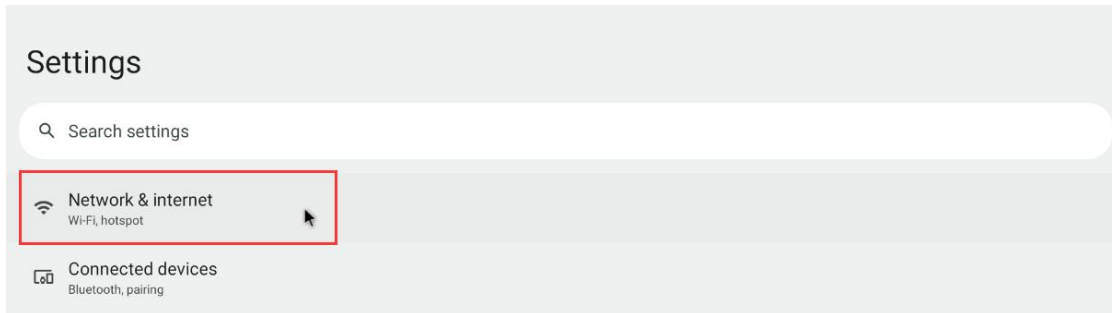 Settings
Search settings
Network & internet
Wi-Fi, hotspot
Connected devices
Bluetooth, pairing